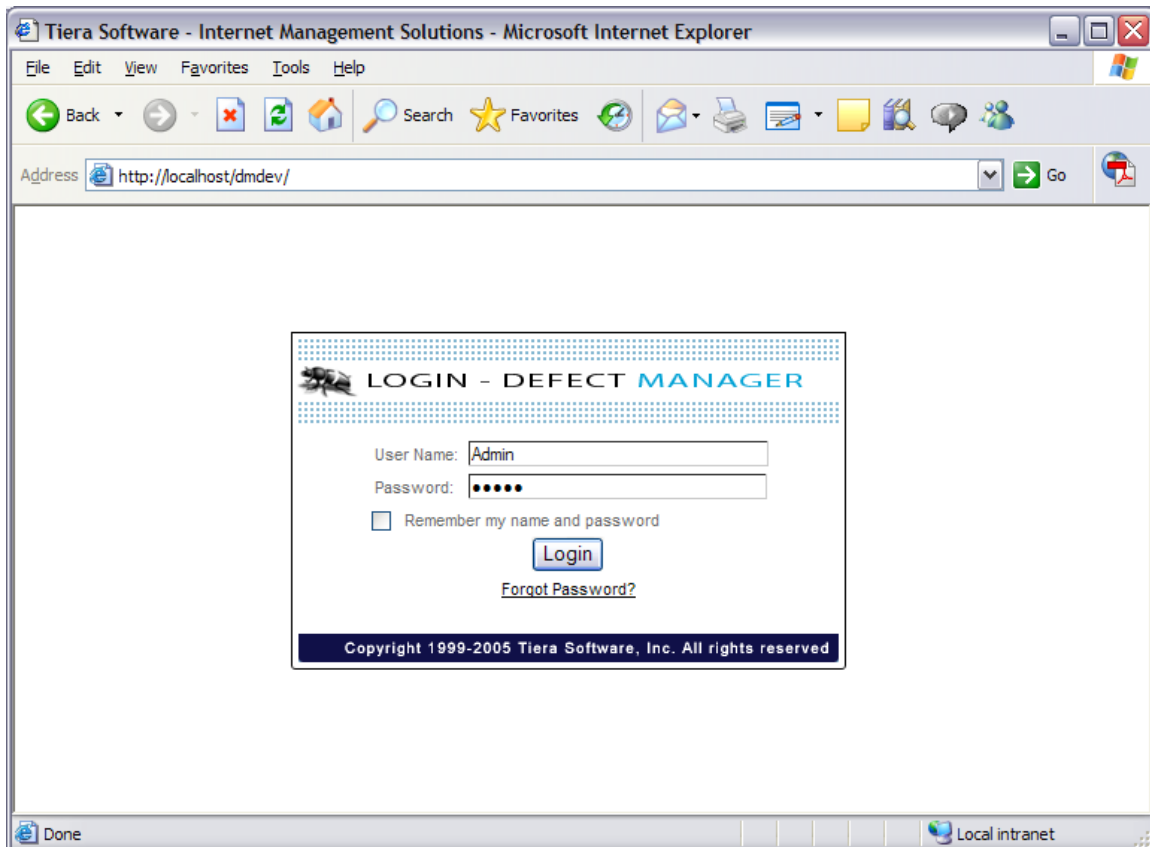 Tiera Software - Internet Management Solutions - Microsoft Internet Explorer
File Edit View Favorites Tools Help
Back Search Favorites
Address http://localhost/dmdev/ Go
LOGIN - DEFECT MANAGER
User Name: Admin
Password: •••••
Remember my name and password
Login
Forgot Password?
Copyright 1999-2005 Tiera Software, Inc. All rights reserved
Done Local intranet